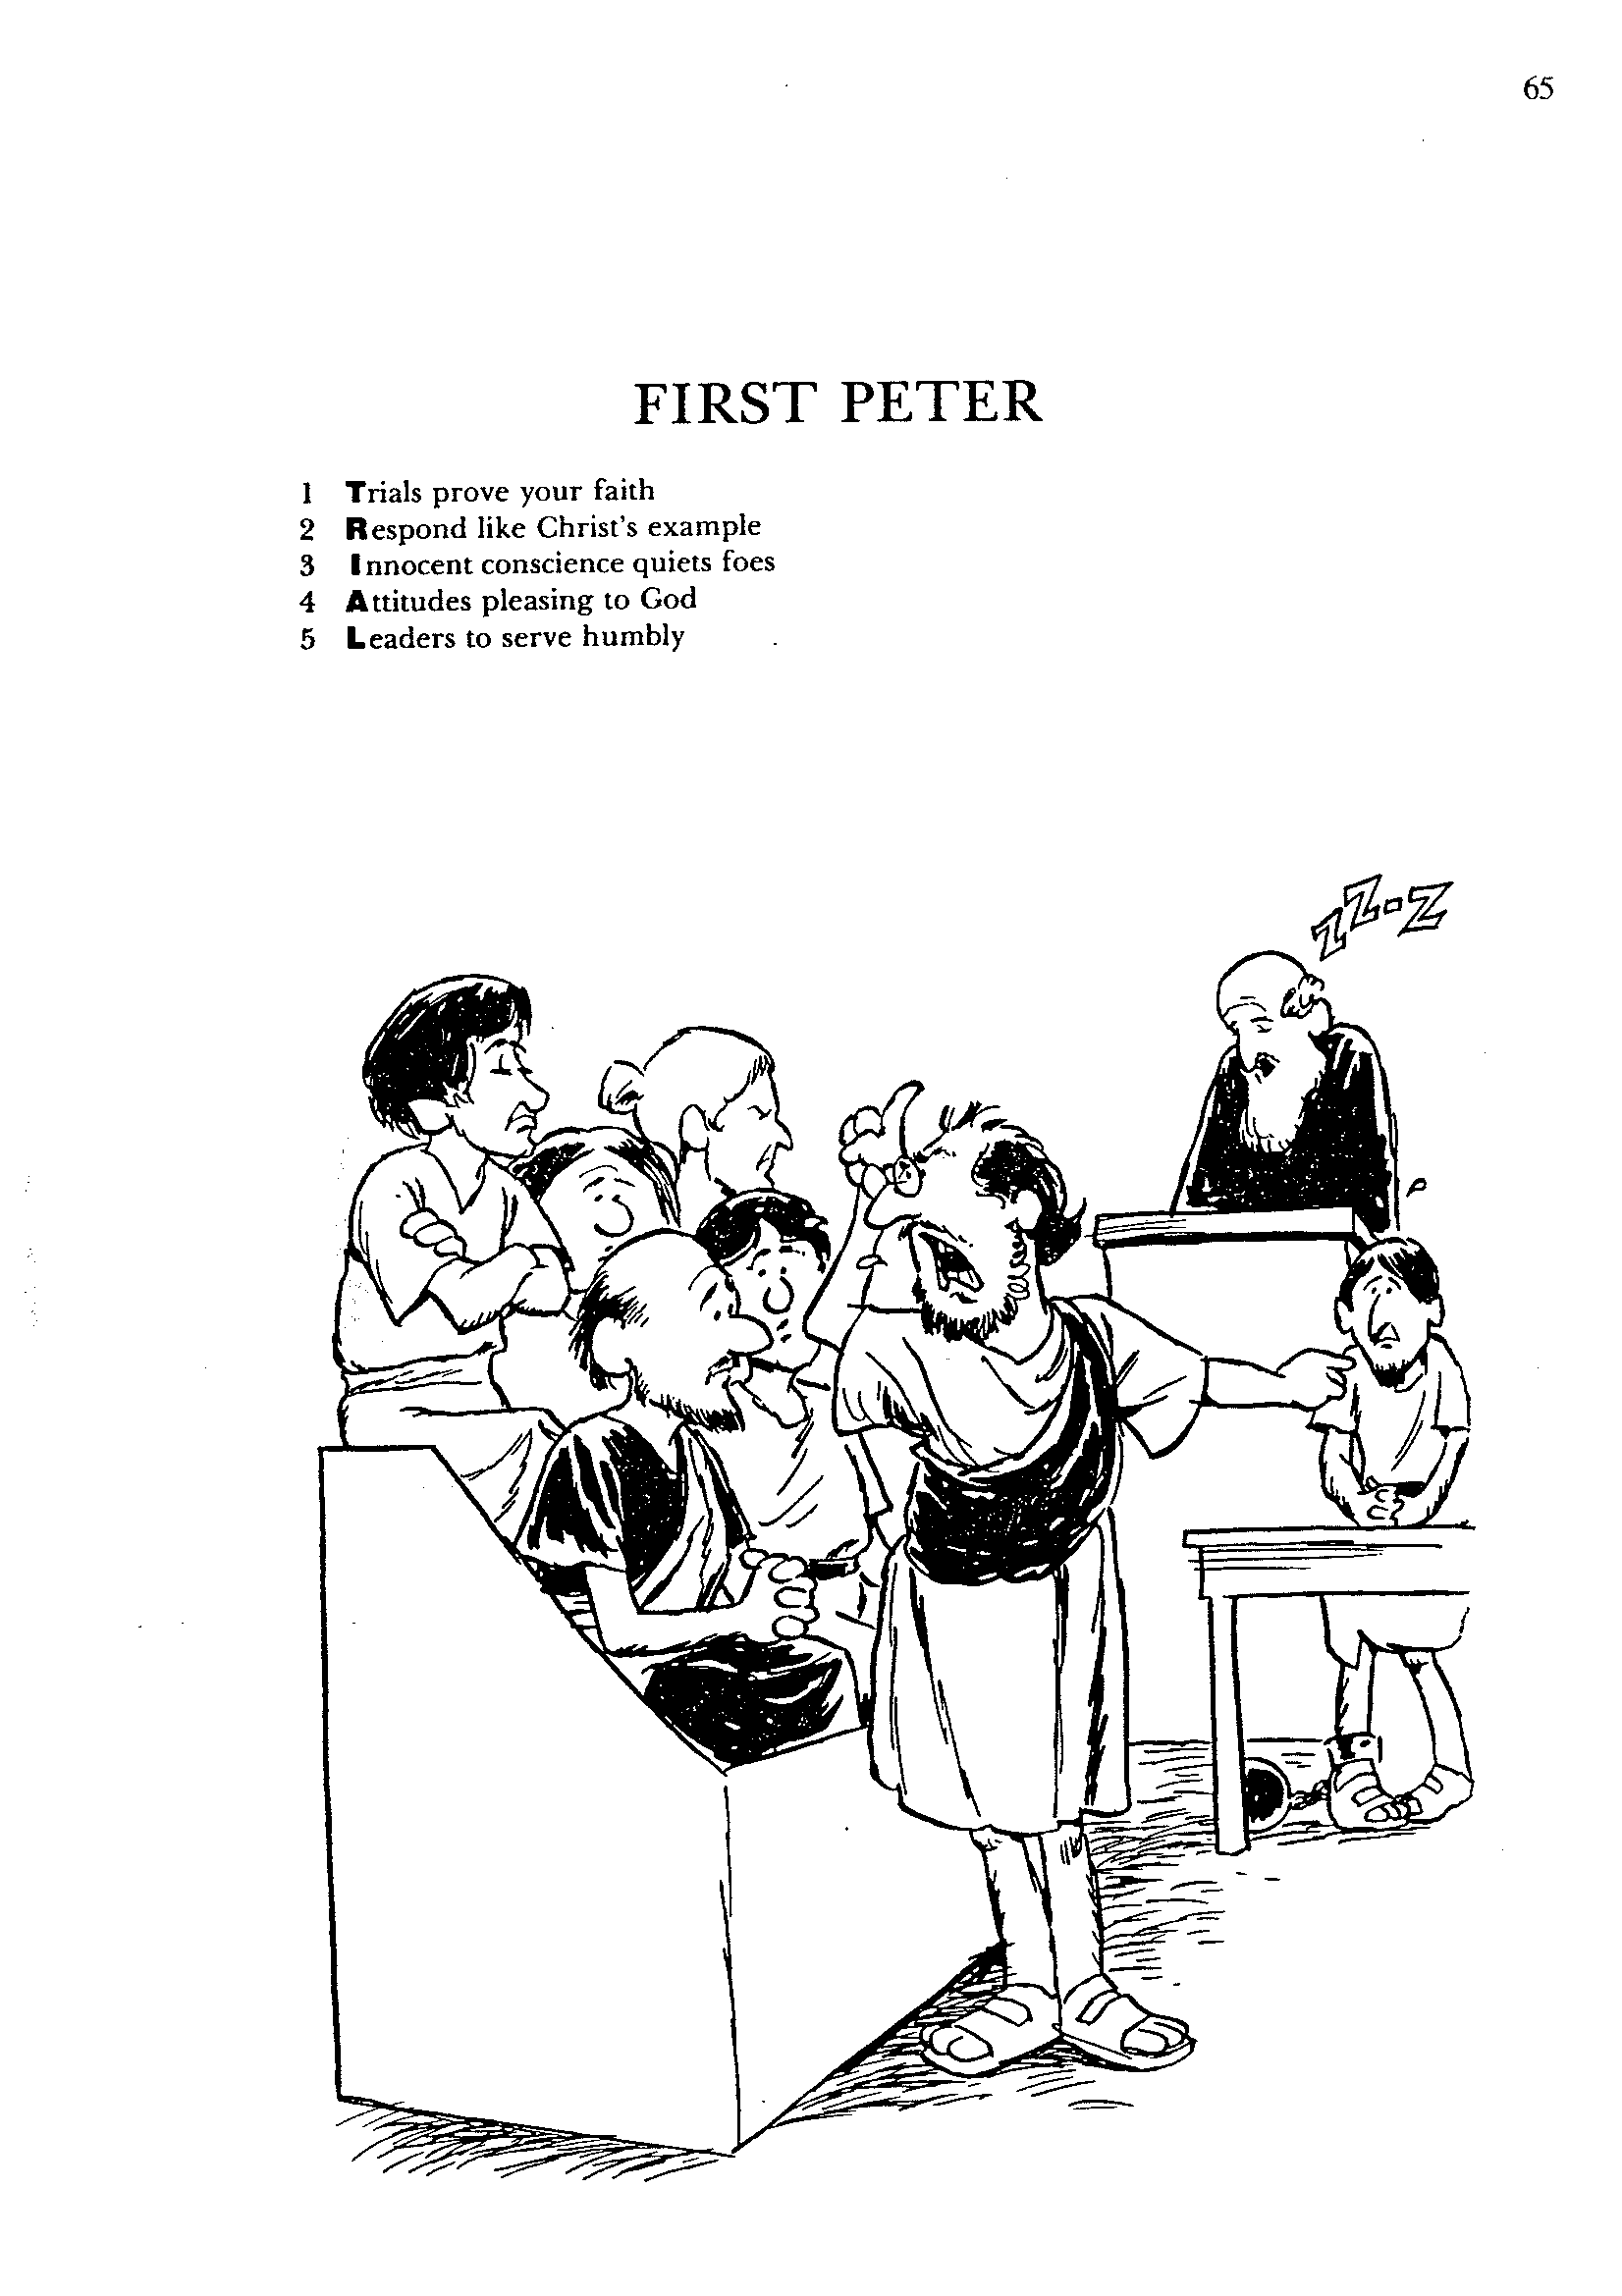 65
FIRST PETER
1 Trials prove your faith
2 Respond like Christ's example
3 Innocent conscience quiets foes
4 Attitudes pleasing to God
5 Leaders to serve humbly
ZZ-Z